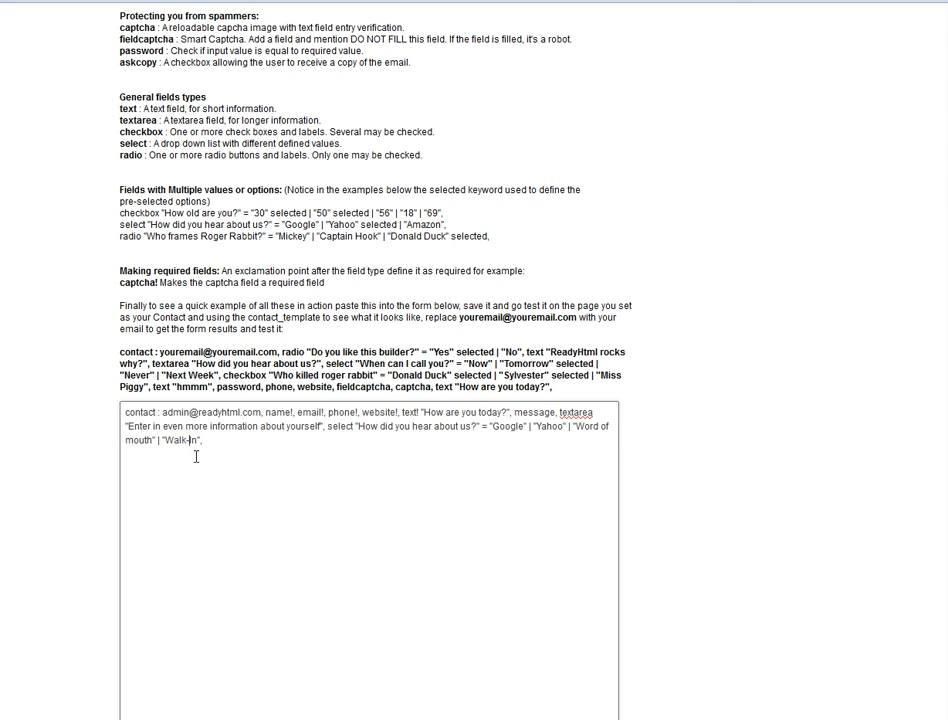 Protecting you from spammers:
captcha : A reloadable capcha image with text field entry verification.
fieldcaptcha : Smart Captcha. Add a field and mention DO NOT FILL this field. If the field is filled, it's a robot.
password : Check if input value is equal to required value.
askcopy : A checkbox allowing the user to receive a copy of the email.
General fields types
text : A text field, for short information.
textarea : A textarea field, for longer information.
checkbox : One or more check boxes and labels. Several may be checked.
select : A drop down list with different defined values.
radio : One or more radio buttons and labels. Only one may be checked.
Fields with Multiple values or options: (Notice in the examples below the selected keyword used to define the
pre-selected options)
checkbox "How old are you?" = "30" selected | "50" selected | "56" | "18" | "69",
select "How did you hear about us?" = "Google" | "Yahoo" selected | "Amazon",
radio "Who frames Roger Rabbit?" = "Mickey" | "Captain Hook" | "Donald Duck" selected,
Making required fields: An exclamation point after the field type define it as required for example:
captcha! Makes the captcha field a required field
Finally to see a quick example of all these in action paste this into the form below, save it and go test it on the page you set
as your Contact and using the contact_template to see what it looks like, replace youremail@youremail.com with your
email to get the form results and test it:
contact : youremail@youremail.com, radio "Do you like this builder?" = "Yes" selected | "No", text "ReadyHtml rocks
why?", textarea "How did you hear about us?", select "When can I call you?" = "Now" | "Tomorrow" selected |
"Never" | "Next Week", checkbox "Who killed roger rabbit" = "Donald Duck" selected | "Sylvester" selected | "Miss
Piggy", text "hmmm", password, phone, website, fieldcaptcha, captcha, text "How are you today?",
contact : admin@readyhtml.com, name!, email!, phone!, website!, text! "How are you today?", message, textarea
"Enter in even more information about yourself", select "How did you hear about us?" = "Google" | "Yahoo" | "Word of
mouth" | "Walk-In",